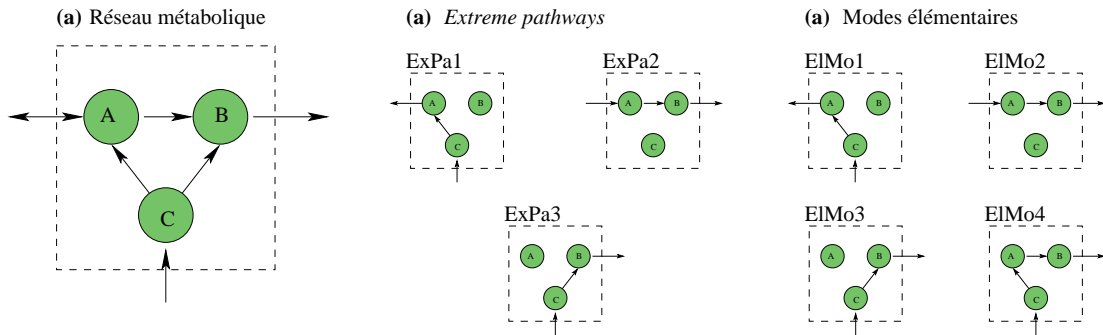 (a) Réseau métabolique
A
B
C
(a) Extreme pathways
ExPa1
A
B
C
ExPa2
A
B
C
ExPa3
A
B
C
(a) Modes élémentaires
ElMo1
A
B
C
ElMo2
A
B
C
ElMo3
A
B
C
ElMo4
A
B
C